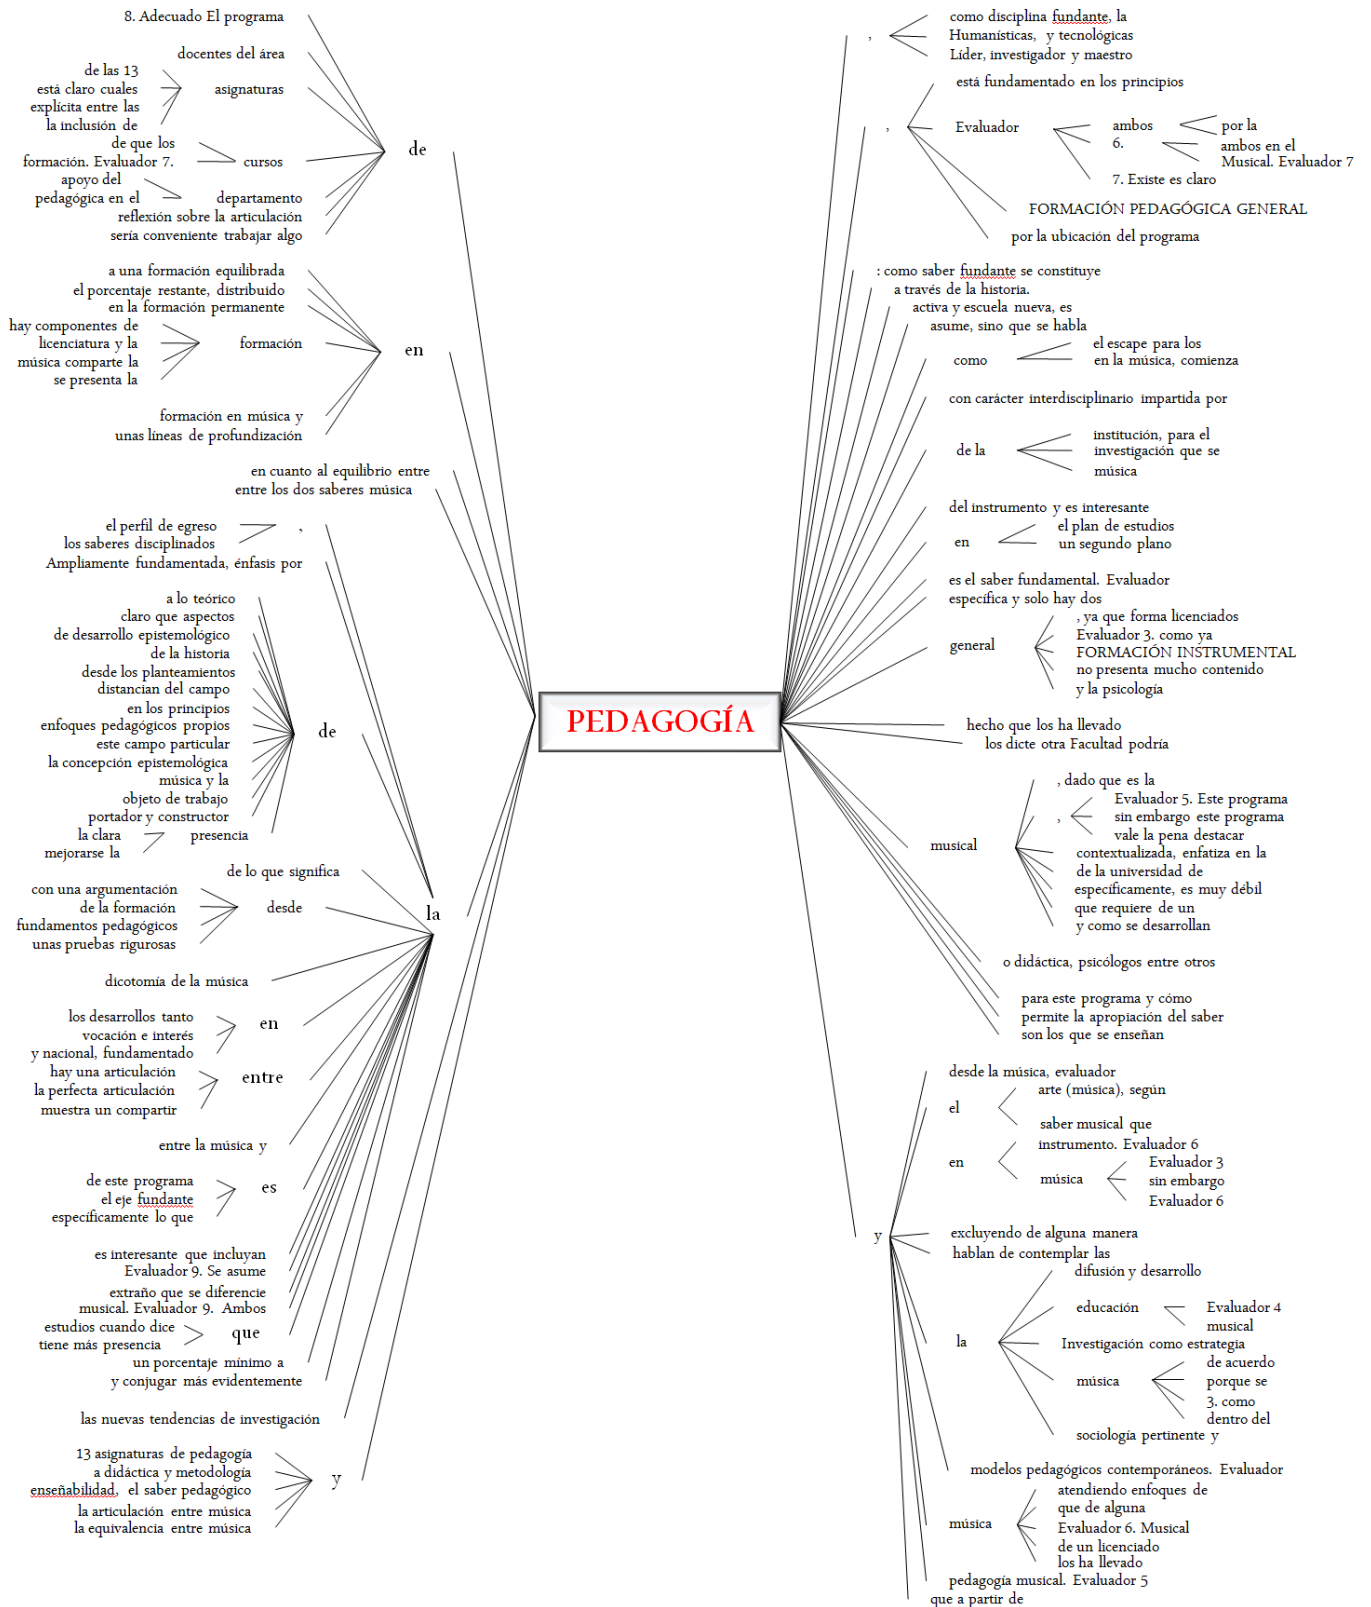 8. Adecuado El programa
docentes del área
de las 13
está claro cuales
explícita entre las
la inclusión de
asignaturas
de que los
formación. Evaluador 7.
cursos
apoyo del
pedagógica en el
departamento
reflexión sobre la articulación
sería conveniente trabajar algo
de
a una formación equilibrada
el porcentaje restante, distribuido
en la formación permanente
hay componentes de
licenciatura y la
música comparte la
se presenta la
formación
formación en música y
unas líneas de profundización
en
en cuanto al equilibrio entre
entre los dos saberes música
el perfil de egreso
los saberes disciplinados
,
Ampliamente fundamentada, énfasis por
a lo teórico
claro que aspectos
de desarrollo epistemológico
de la historia
desde los planteamientos
distancian del campo
en los principios
enfoques pedagógicos propios
este campo particular
la concepción epistemológica
música y la
objeto de trabajo
portador y constructor
la clara
mejorarse la
presencia
de
de lo que significa
con una argumentación
de la formación
fundamentos pedagógicos
unas pruebas rigurosas
desde
la
dicotomía de la música
los desarrollos tanto
vocación e interés
y nacional, fundamentado
en
hay una articulación
la perfecta articulación
muestra un compartir
entre
entre la música y
de este programa
el eje fundante
específicamente lo que
es
es interesante que incluyan
Evaluador 9. Se asume
extraño que se diferencie
musical. Evaluador 9. Ambos
estudios cuando dice
tiene más presencia
que
un porcentaje mínimo a
y conjugar más evidentemente
las nuevas tendencias de investigación
13 asignaturas de pedagogía
a didáctica y metodología
enseñabilidad, el saber pedagógico
la articulación entre música
la equivalencia entre música
y
PEDAGOGÍA
,
como disciplina fundante, la
Humanísticas, y tecnológicas
Líder, investigador y maestro
,
está fundamentado en los principios
Evaluador
ambos
por la
6.
ambos en el
Musical. Evaluador 7
7. Existe es claro
FORMACIÓN PEDAGÓGICA GENERAL
por la ubicación del programa
: como saber fundante se constituye
a través de la historia.
activa y escuela nueva, es
asume, sino que se habla
como
el escape para los
en la música, comienza
con carácter interdisciplinario impartida por
de la
institución, para el
investigación que se
música
del instrumento y es interesante
en
el plan de estudios
un segundo plano
es el saber fundamental. Evaluador
específica y solo hay dos
general
, ya que forma licenciados
Evaluador 3. como ya
FORMACIÓN INSTRUMENTAL
no presenta mucho contenido
y la psicología
hecho que los ha llevado
los dicte otra Facultad podría
musical
, dado que es la
,
Evaluador 5. Este programa
sin embargo este programa
vale la pena destacar
contextualizada, enfatiza en la
de la universidad de
específicamente, es muy débil
que requiere de un
y como se desarrollan
o didáctica, psicólogos entre otros
para este programa y cómo
permite la apropiación del saber
son los que se enseñan
y
desde la música, evaluador
el
arte (música), según
saber musical que
en
instrumento. Evaluador 6
música
Evaluador 3
sin embargo
Evaluador 6
excluyendo de alguna manera
hablan de contemplar las
la
difusión y desarrollo
educación
Evaluador 4
musical
Investigación como estrategia
música
de acuerdo
porque se
3. como
dentro del
sociología pertinente y
modelos pedagógicos contemporáneos. Evaluador
música
atendiendo enfoques de
que de alguna
Evaluador 6. Musical
de un licenciado
los ha llevado
pedagogía musical. Evaluador 5
que a partir de